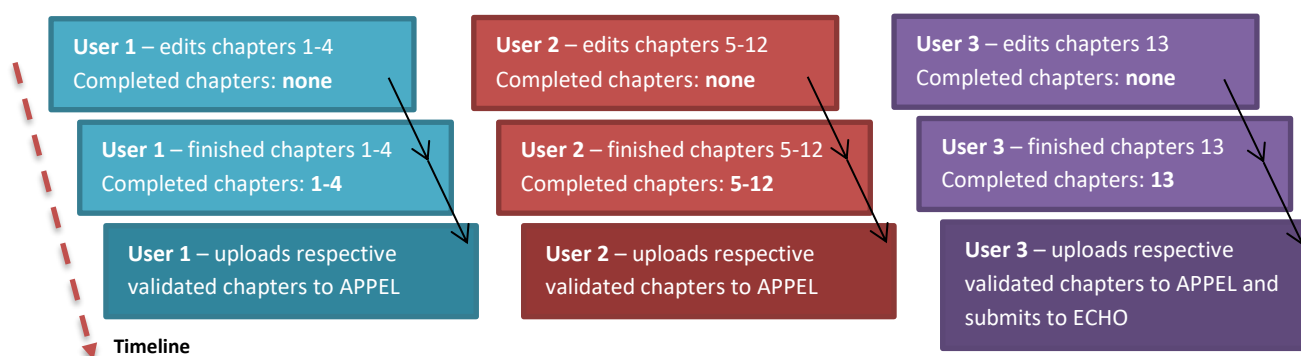 User 1 – edits chapters 1-4
Completed chapters: none
User 2 – edits chapters 5-12
Completed chapters: none
User 3 – edits chapters 13
Completed chapters: none
User 1 – finished chapters 1-4
Completed chapters: 1-4
User 2 – finished chapters 5-12
Completed chapters: 5-12
User 3 – finished chapters 13
Completed chapters: 13
User 1 – uploads respective
validated chapters to APPEL
User 2 – uploads respective
validated chapters to APPEL
User 3 – uploads respective
validated chapters to APPEL and
submits to ECHO
Timeline